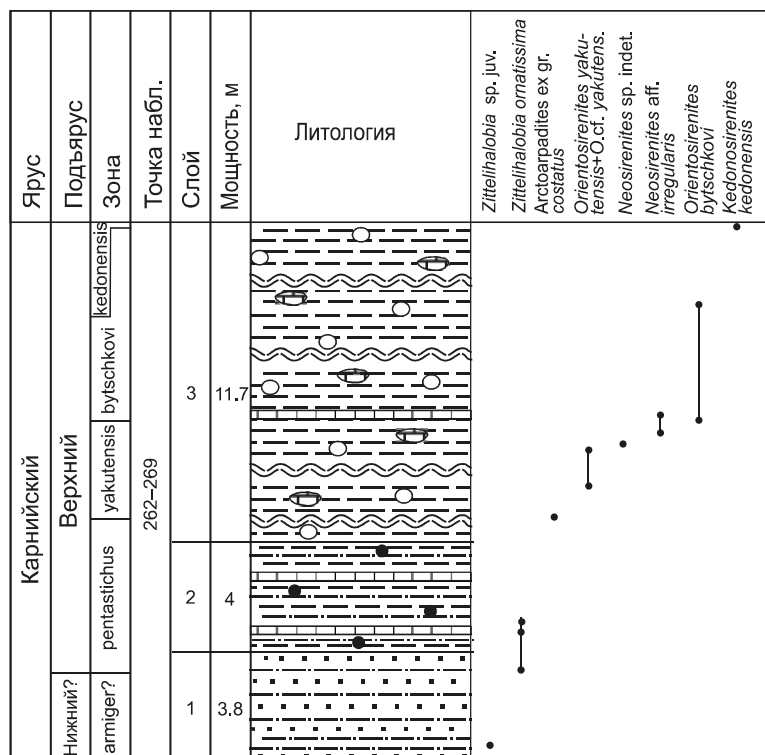 Ярус
Подъярус
Зона
Точка набл.
Слой
Мощность, м
Литология
Zittelihalobia sp. juv.
Zittelihalobia ornatissima
Arctoarpadites ex gr.
costatus
Orientosirenites yaku-
tensis+O.cf. yakutens.
Neosirenites sp. indet.
Neosirenites aff.
irregularis
Orientosirenites
bytschkovi
Kedonosirenites
kedonensis
Карнийский
Верхний
Нижний?
kedonensis
bytschkovi
yakutensis
pentastichus
armiger?
262–269
3
11.7
2
4
1
3.8